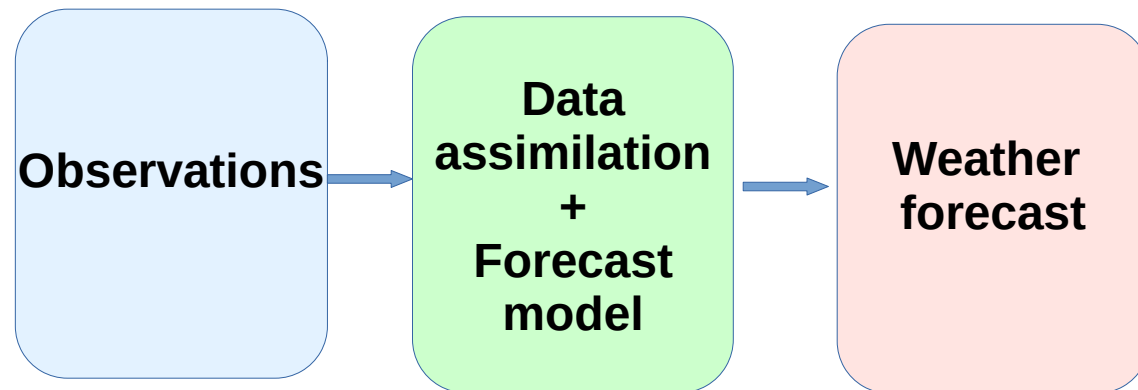 Observations
Data
assimilation
+
Forecast
model
Weather
forecast